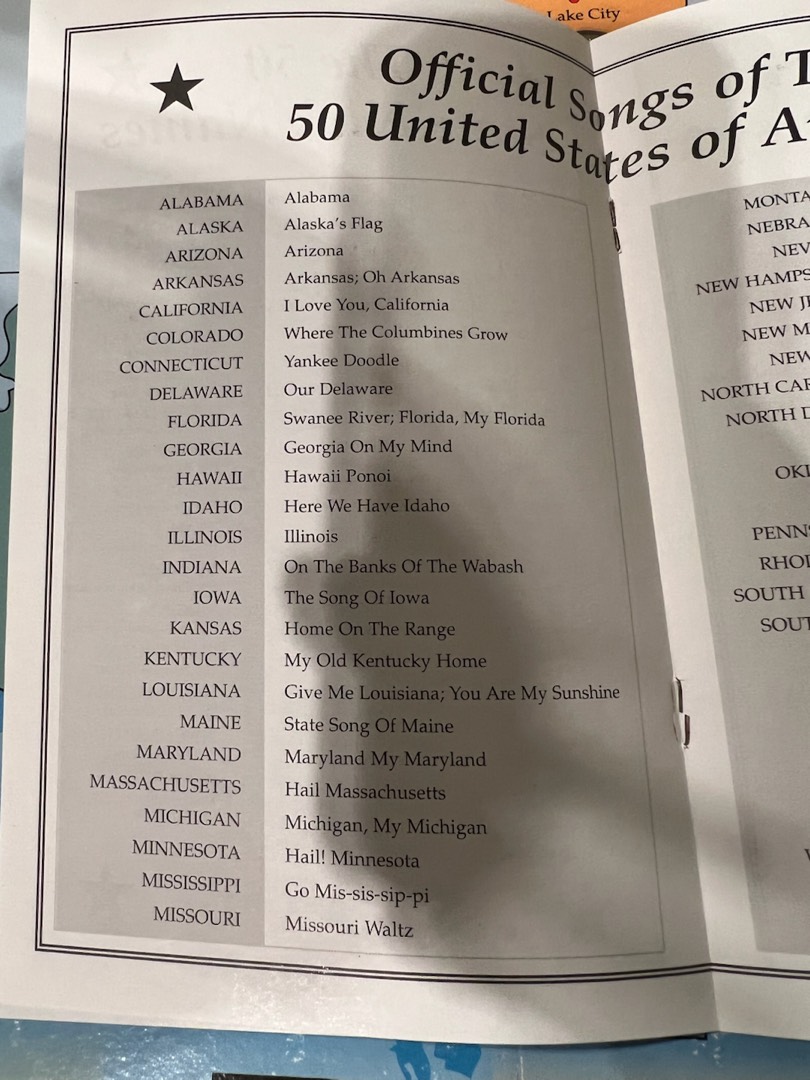 Lake City
Official Songs of
50 United States of
ALABAMA Alabama
ALASKA Alaska's Flag
ARIZONA Arizona
ARKANSAS Arkansas; Oh Arkansas
CALIFORNIA I Love You, California
COLORADO Where The Columbines Grow
CONNECTICUT Yankee Doodle
DELAWARE Our Delaware
FLORIDA Swanee River; Florida, My Florida
GEORGIA Georgia On My Mind
HAWAII Hawaii Ponoi
IDAHO Here We Have Idaho
ILLINOIS Illinois
INDIANA On The Banks Of The Wabash
IOWA The Song Of Iowa
KANSAS Home On The Range
KENTUCKY My Old Kentucky Home
LOUISIANA Give Me Louisiana; You Are My Sunshine
MAINE State Song Of Maine
MARYLAND Maryland My Maryland
MASSACHUSETTS Hail Massachusetts
MICHIGAN Michigan, My Michigan
MINNESOTA Hail! Minnesota
MISSISSIPPI Go Mis-sis-sip-pi
MISSOURI Missouri Waltz
MONTA
NEBRA
NEV
NEW HAMPS
NEW J
NEW M
NEW
NORTH CAR
NORTH D
OKL
PENNS
RHOD
SOUTH
SOUT